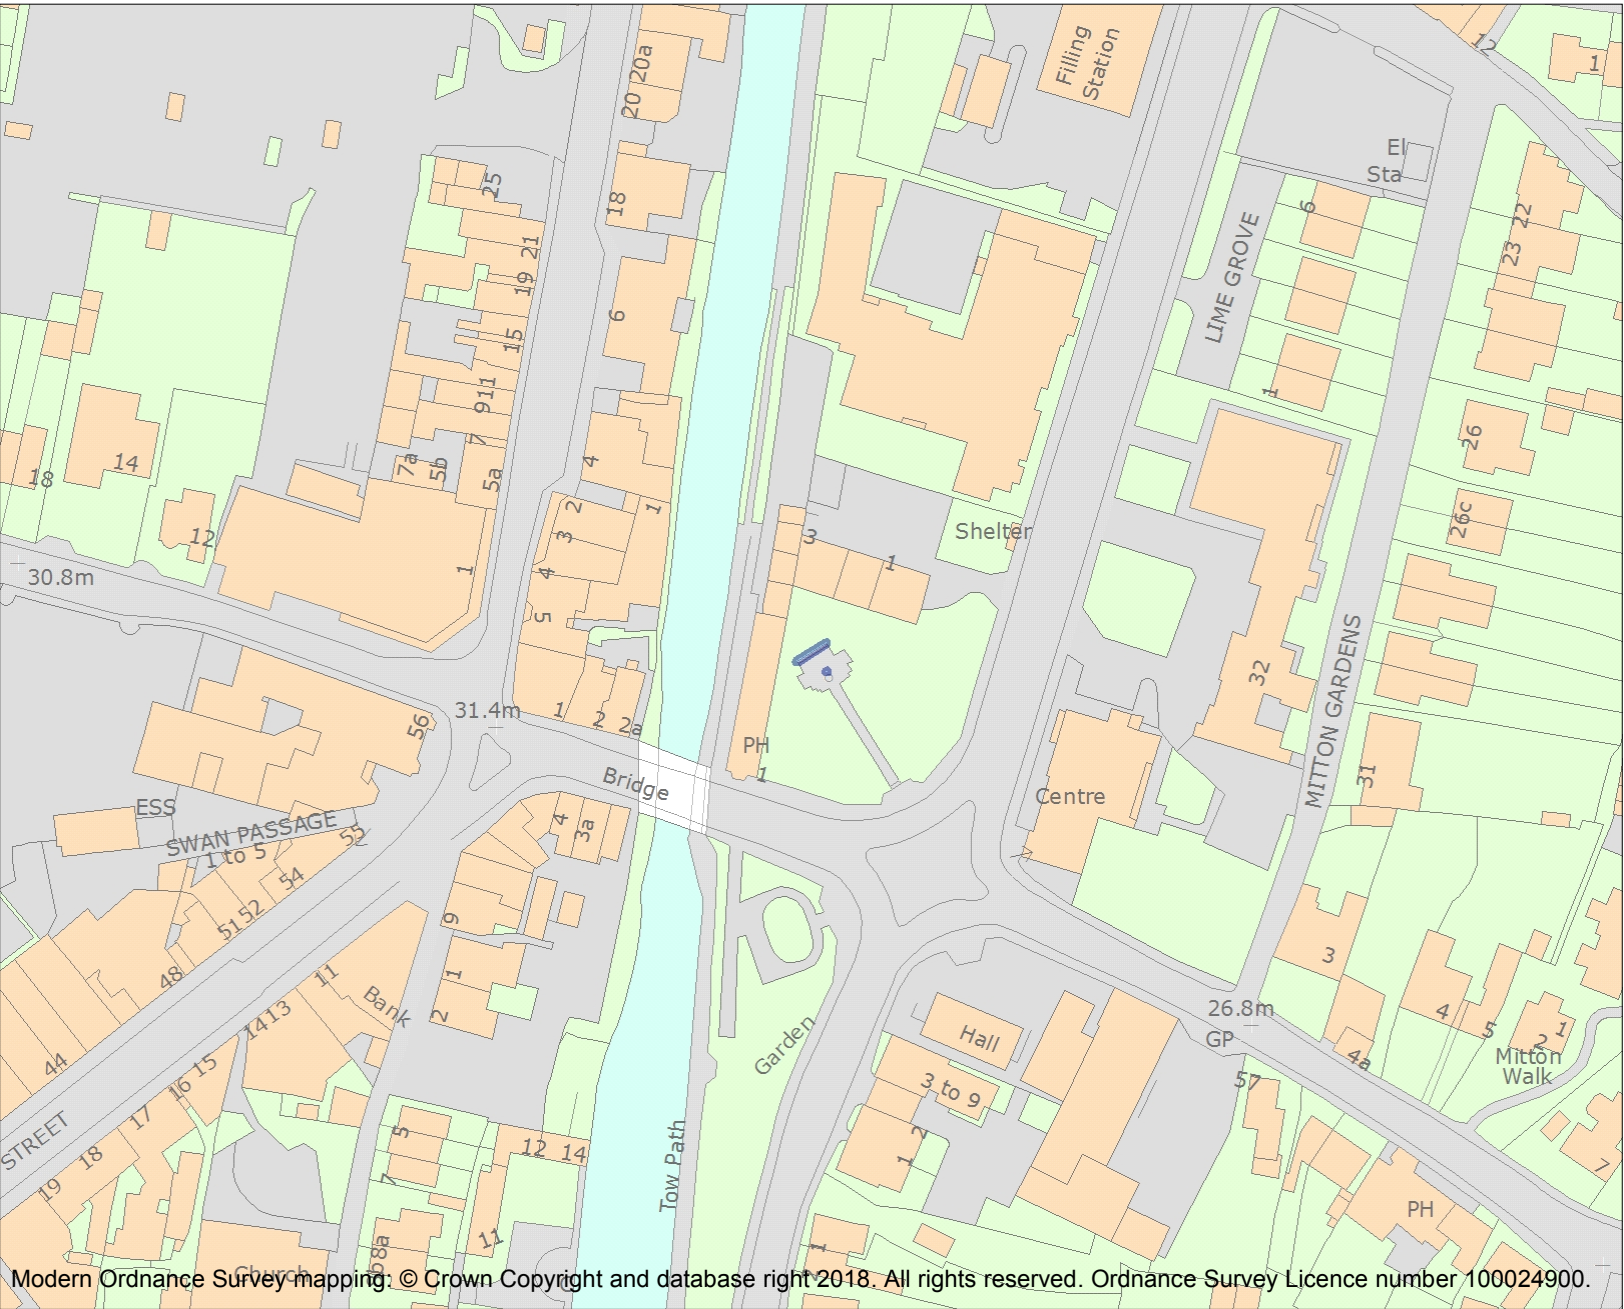 Filling
Station
12
1
20a
20
El
Sta
25
18
6
22
21
23
LIME GROVE
19
6
15
1
11
9
7
26
14
18
4
7a
5b
5a
2
1
26c
3
12
3
Shelter
1
30.8m
1
4
5
MITTON GARDENS
32
1
2
2a
31.4m
56
PH
1
Bridge
31
Centre
ESS
SWAN PASSAGE
1 to 5
55
4
3a
54
52
51
9
3
48
11
1
Bank
2
26.8m
GP
4
5
1
2
13
14
Hall
Garden
Mitton
Walk
4a
44
15
16
3 to 9
57
17
STREET
5
12
14
2
1
18
7
Tow Path
7
19
PH
11
8a
1
Church
Modern Ordnance Survey mapping: © Crown Copyright and database right 2018. All rights reserved. Ordnance Survey Licence number 100024900.